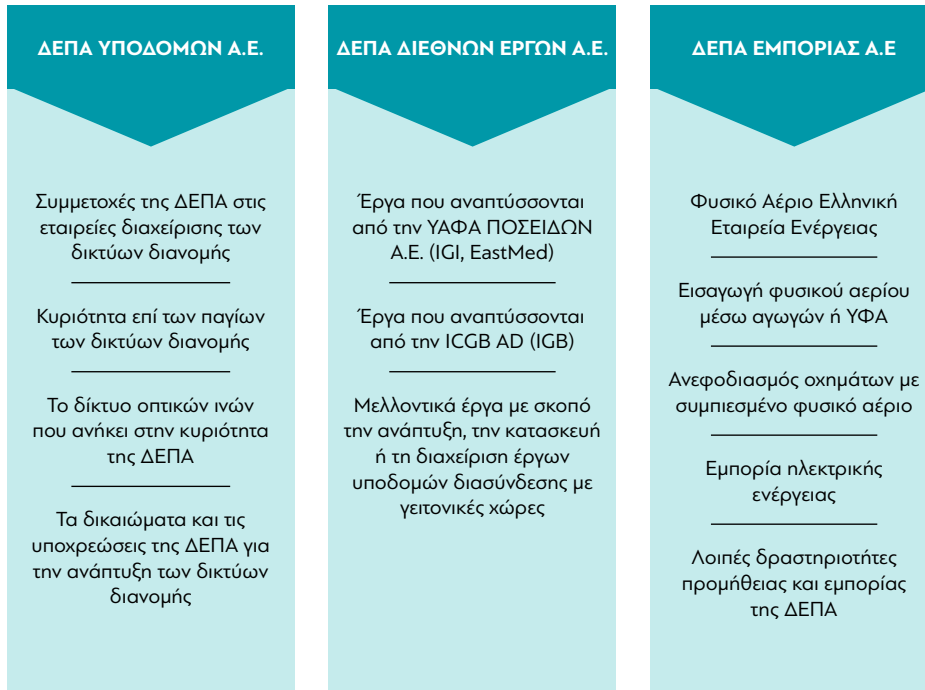 ΔΕΠΑ ΥΠΟΔΟΜΩΝ Α.Ε.
Συμμετοχές της ΔΕΠΑ στις
εταιρείες διαχείρισης των
δικτύων διανομής
Κυριότητα επί των παγίων
των δικτύων διανομής
Το δίκτυο οπτικών ινών
που ανήκει στην κυριότητα
της ΔΕΠΑ
Τα δικαιώματα και τις
υποχρεώσεις της ΔΕΠΑ για
την ανάπτυξη των δικτύων
διανομής
ΔΕΠΑ ΔΙΕΘΝΩΝ ΕΡΓΩΝ Α.Ε.
Έργα που αναπτύσσονται
από την ΥΑΦΑ ΠΟΣΕΙΔΩΝ
Α.Ε. (IGI, EastMed)
Έργα που αναπτύσσονται
από την ICGB AD (IGB)
Μελλοντικά έργα με σκοπό
την ανάπτυξη, την κατασκευή
ή τη διαχείριση έργων
υποδομών διασύνδεσης με
γειτονικές χώρες
ΔΕΠΑ ΕΜΠΟΡΙΑΣ Α.Ε
Φυσικό Αέριο Ελληνική
Εταιρεία Ενέργειας
Εισαγωγή φυσικού αερίου
μέσω αγωγών ή ΥΦΑ
Ανεφοδιασμός οχημάτων με
συμπιεσμένο φυσικό αέριο
Εμπορία ηλεκτρικής
ενέργειας
Λοιπές δραστηριοτήτες
προμήθειας και εμπορίας
της ΔΕΠΑ